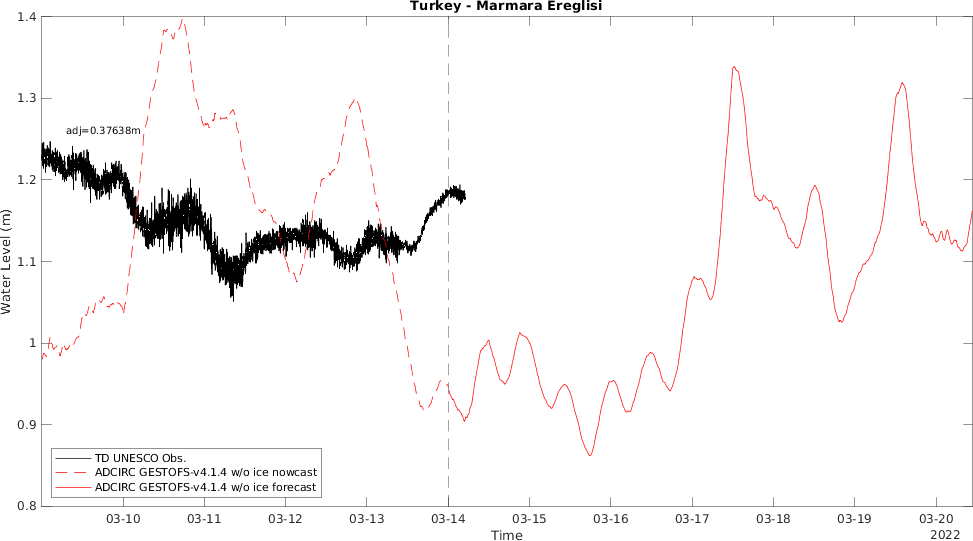 Turkey - Marmara Ereglisi
1.4
1.3
1.2
1.1
1
0.9
0.8
Water Level (m)
adj=0.37638m
TD UNESCO Obs.
ADCIRC GESTOFS-v4.1.4 w/o ice nowcast
ADCIRC GESTOFS-v4.1.4 w/o ice forecast
03-10 03-11 03-12 03-13 03-14 03-15 03-16 03-17 03-18 03-19 03-20
Time
2022